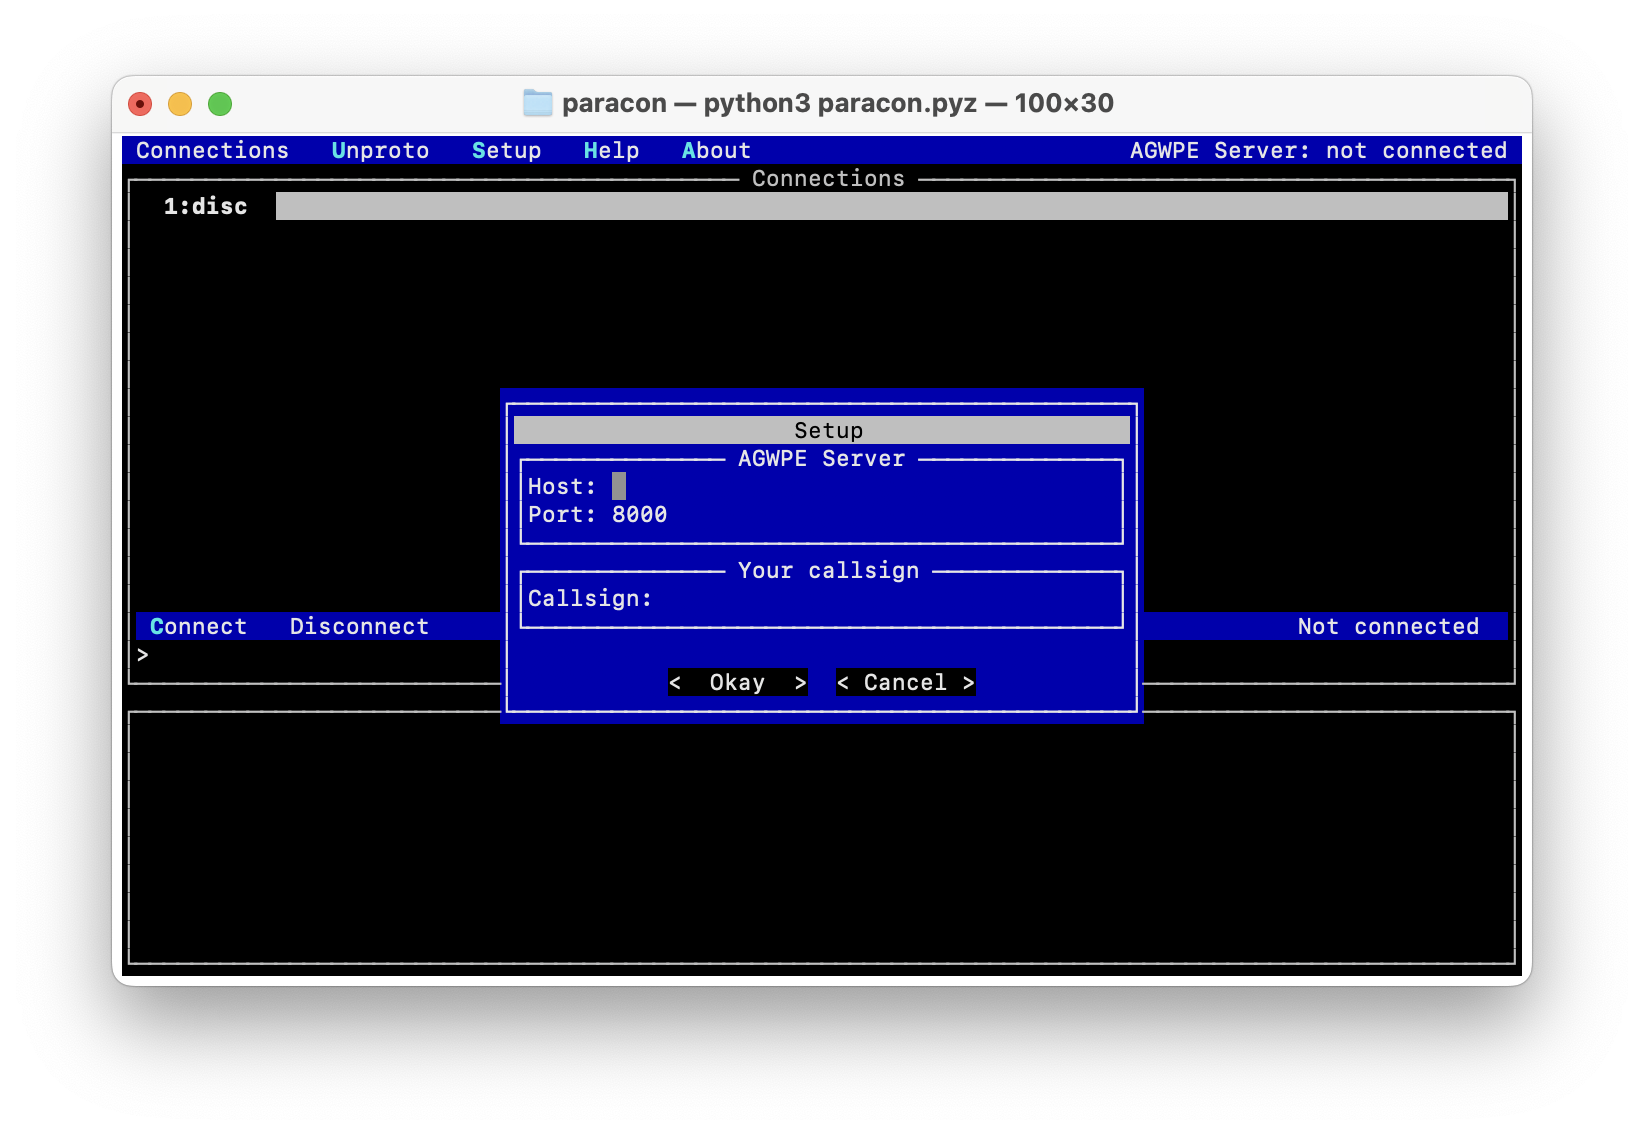 paracon — python3 paracon.pyz — 100×30
Connections Unproto Setup Help About AGWPE Server: not connected
Connections
1:disc
Setup
AGWPE Server
Host:
Port: 8000
Your callsign
Callsign:
Connect Disconnect Not connected
>
< Okay > < Cancel >